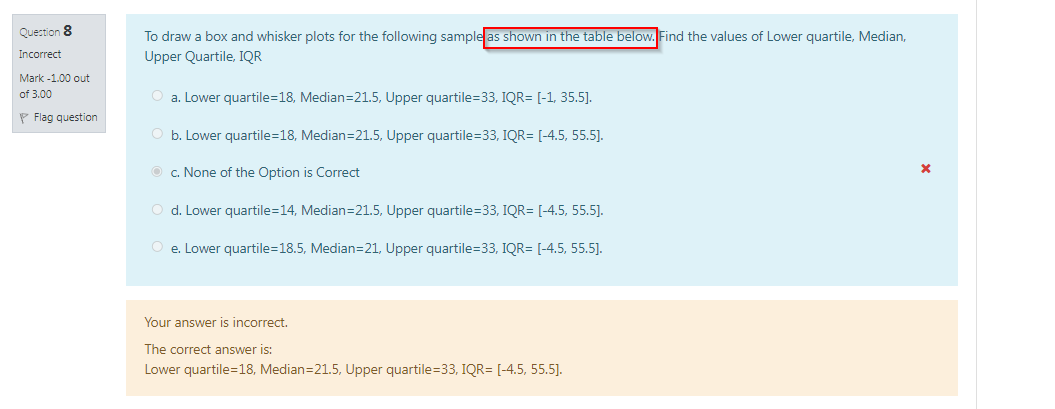 Question 8
Incorrect
Mark -1.00 out
of 3.00
Flag question
To draw a box and whisker plots for the following sample as shown in the table below. Find the values of Lower quartile, Median,
Upper Quartile, IQR
a. Lower quartile=18, Median=21.5, Upper quartile=33, IQR= [-1, 35.5].
b. Lower quartile=18, Median=21.5, Upper quartile=33, IQR= [-4.5, 55.5].
c. None of the Option is Correct
d. Lower quartile=14, Median=21.5, Upper quartile=33, IQR= [-4.5, 55.5].
e. Lower quartile=18.5, Median=21, Upper quartile=33, IQR= [-4.5, 55.5].
Your answer is incorrect.
The correct answer is:
Lower quartile=18, Median=21.5, Upper quartile=33, IQR= [-4.5, 55.5].